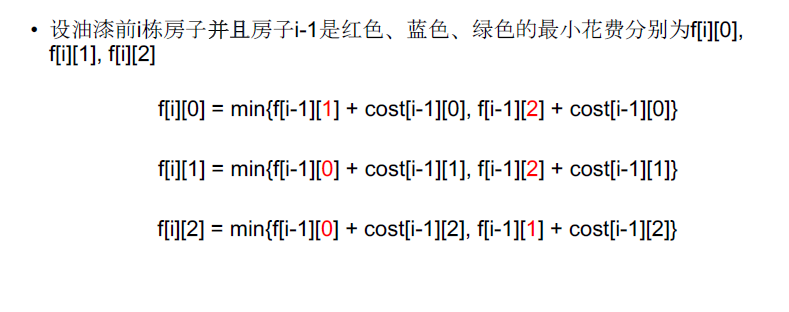 • 设油漆前i栋房子并且房子i-1是红色、蓝色、绿色的最小花费分别为f[i][0],
f[i][1], f[i][2]
f[i][0] = min{f[i-1][1] + cost[i-1][0], f[i-1][2] + cost[i-1][0]}
f[i][1] = min{f[i-1][0] + cost[i-1][1], f[i-1][2] + cost[i-1][1]}
f[i][2] = min{f[i-1][0] + cost[i-1][2], f[i-1][1] + cost[i-1][2]}